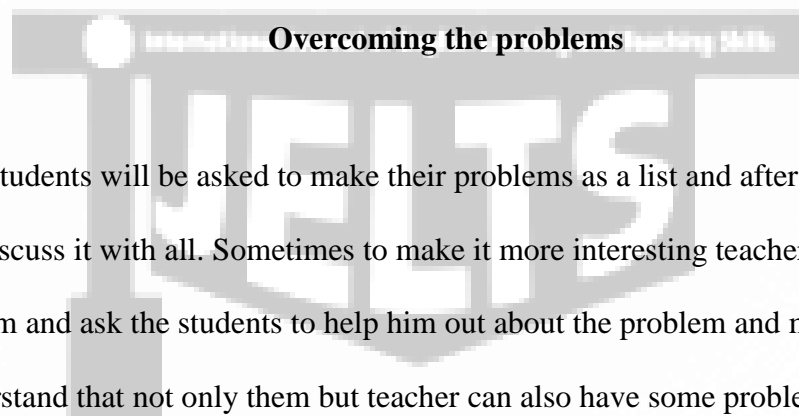 Overcoming the problems
JELTS
tudents will be asked to make their problems as a list and after
scuss it with all. Sometimes to make it more interesting teacher
m and ask the students to help him out about the problem and
rstand that not only them but teacher can also have some proble